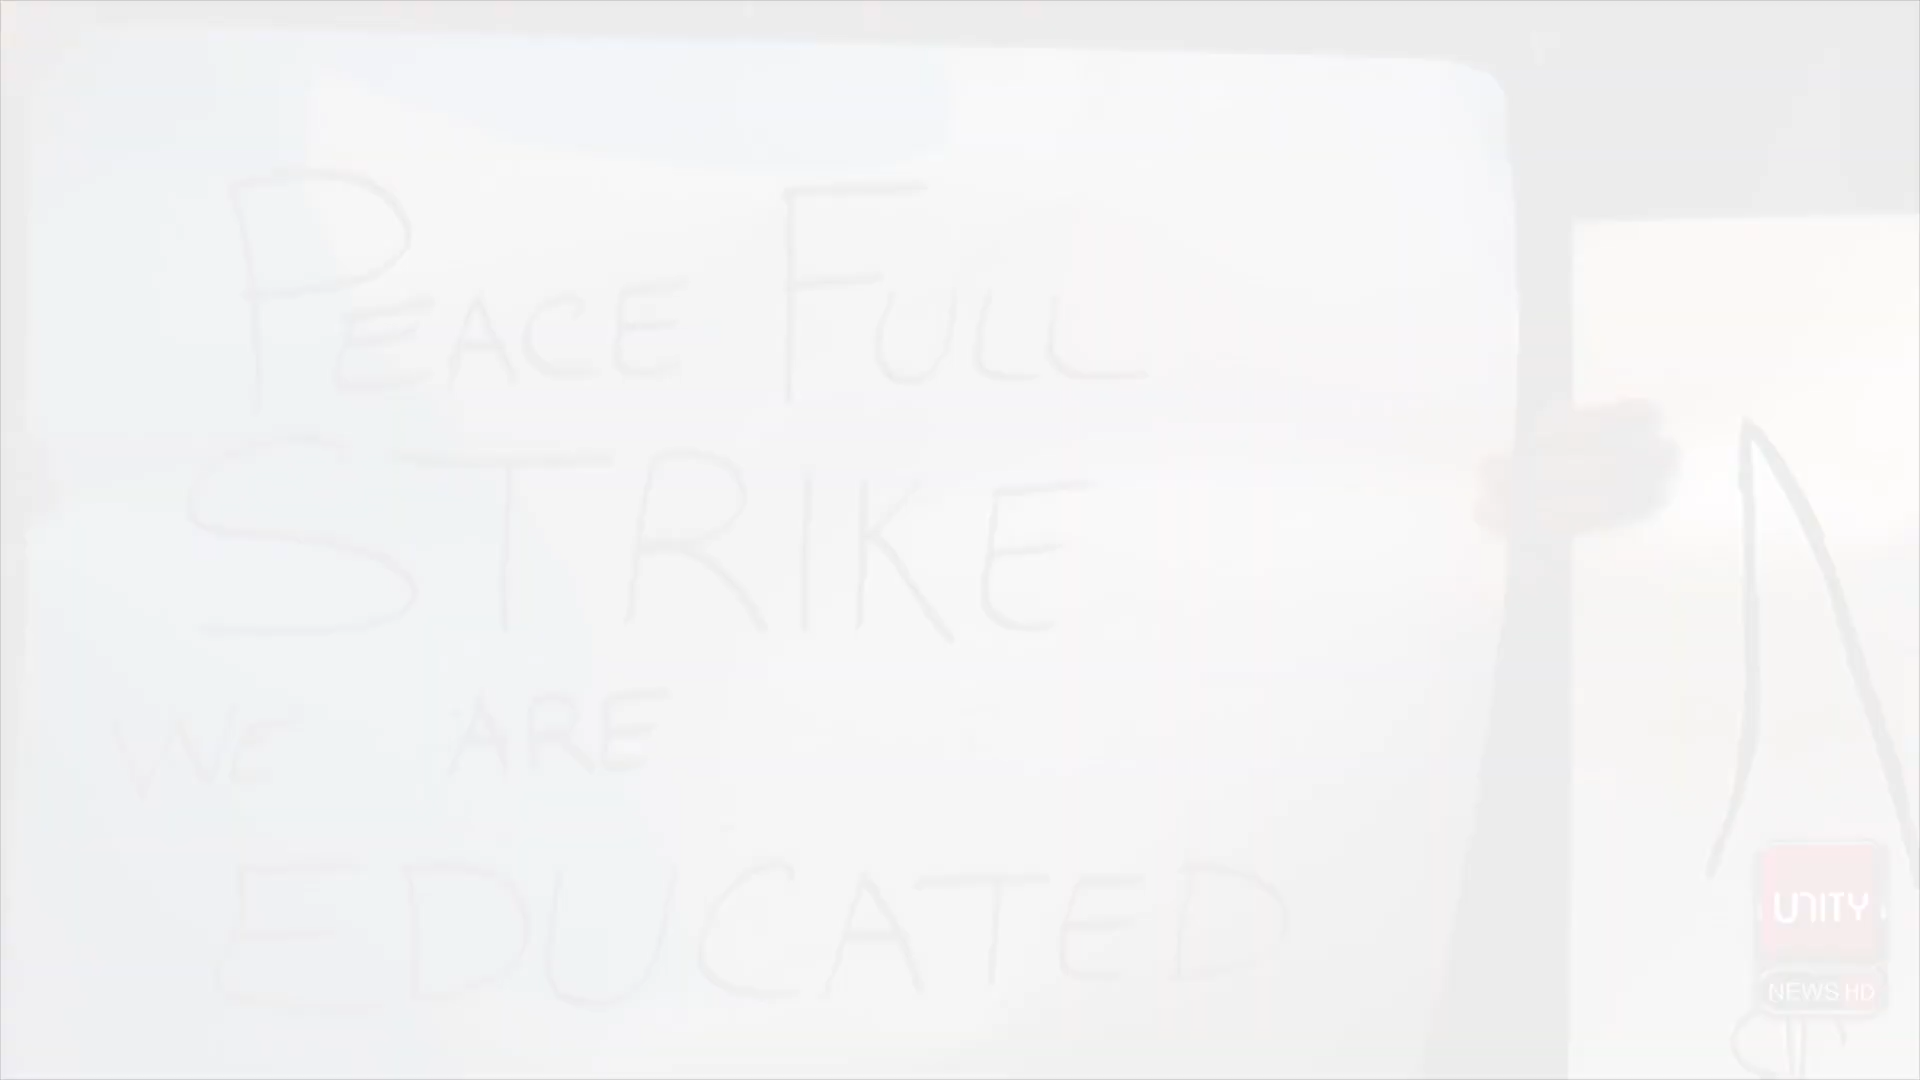 PEACE FULL
STRIKE
WE ARE
EDUCATED
UNITY
NEWS HD